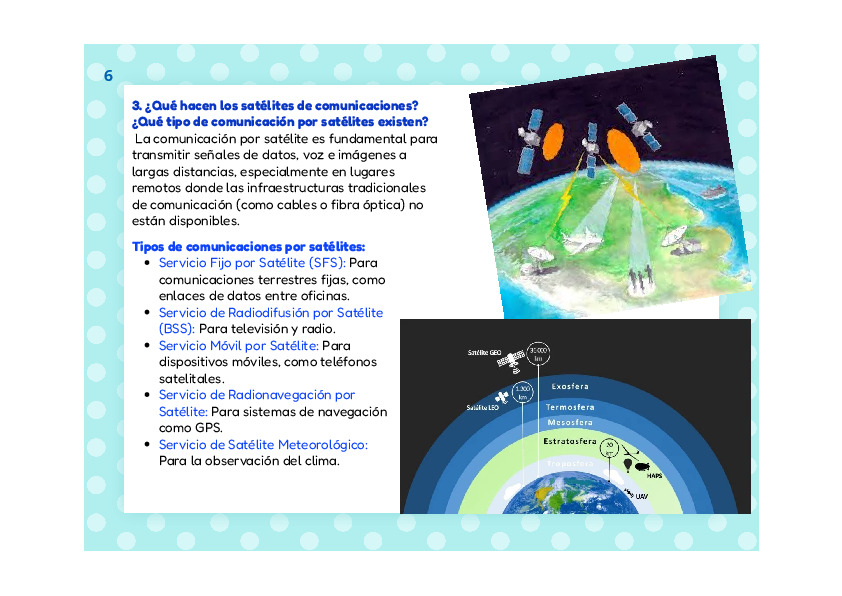 6
3. ¿Qué hacen los satélites de comunicaciones?
¿Qué tipo de comunicación por satélites existen?
La comunicación por satélite es fundamental para
transmitir señales de datos, voz e imágenes a
largas distancias, especialmente en lugares
remotos donde las infraestructuras tradicionales
de comunicación (como cables o fibra óptica) no
están disponibles.
Tipos de comunicaciones por satélites:
• Servicio Fijo por Satélite (SFS): Para
comunicaciones terrestres fijas, como
enlaces de datos entre oficinas.
• Servicio de Radiodifusión por Satélite
(BSS): Para televisión y radio.
• Servicio Móvil por Satélite: Para
dispositivos móviles, como teléfonos
satelitales.
• Servicio de Radionavegación por
Satélite: Para sistemas de navegación
como GPS.
• Servicio de Satélite Meteorológico:
Para la observación del clima.
Satélite GEO
km
Satélite LEO
1.200
km
Exosfera
Termosfera
Mesosfera
Estratosfera
20
Troposfera
HAPS
UAV